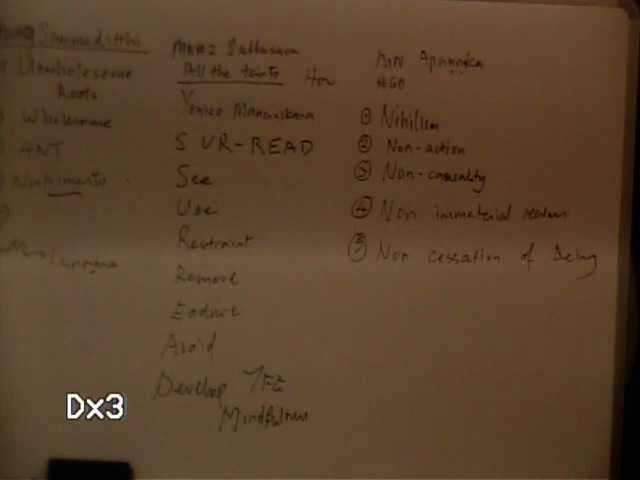 Sammaditthi
Unwholesome
Roots
Wholesome
4NT
Nutriments
MN#2 Sabbasava
All the taints How
Yoniso Manasikara
SUR-READ
See
Use
Restraint
Remove
Endure
Avoid
Develop 7FE
Mindfulness
MN Apannaka
#60
① Nihilism
② Non-action
③ Non-causality
④ Non immaterial realms
⑤ Non cessation of Being
Dx3